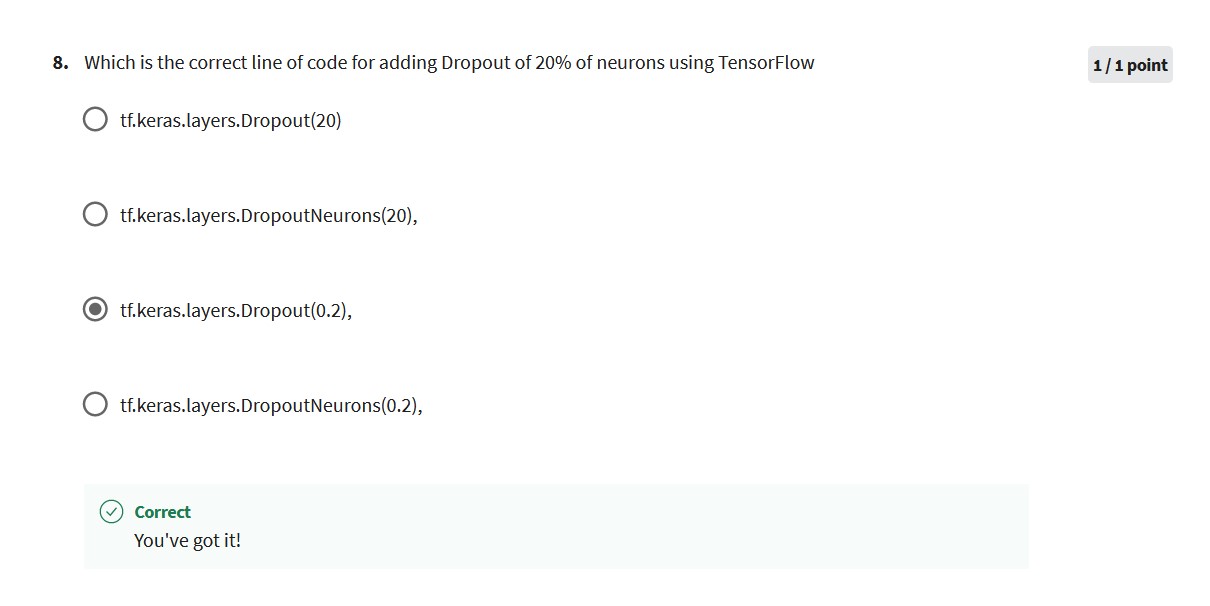 8. Which is the correct line of code for adding Dropout of 20% of neurons using TensorFlow
1 / 1 point
tf.keras.layers.Dropout(20)
tf.keras.layers.DropoutNeurons(20),
tf.keras.layers.Dropout(0.2),
tf.keras.layers.DropoutNeurons(0.2),
Correct
You've got it!